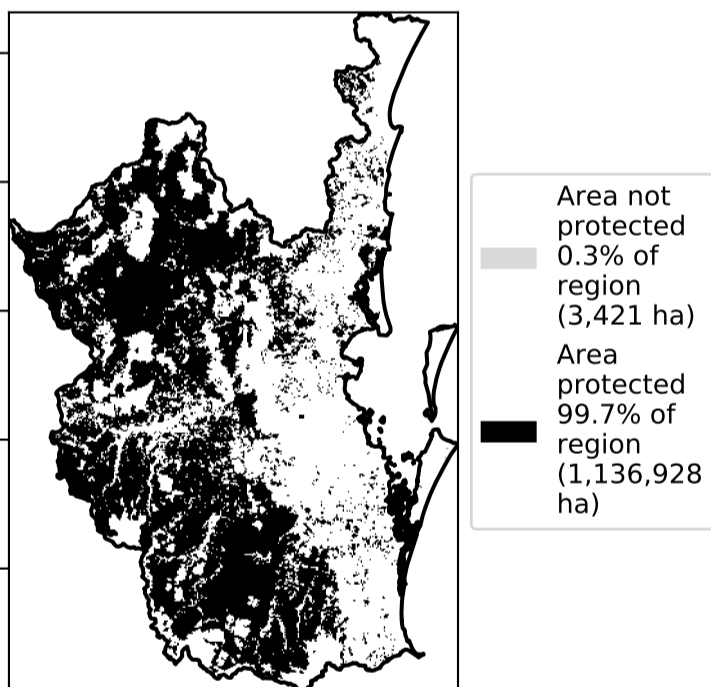 Area not
protected
0.3% of
region
(3,421 ha)
Area
protected
99.7% of
region
(1,136,928
ha)